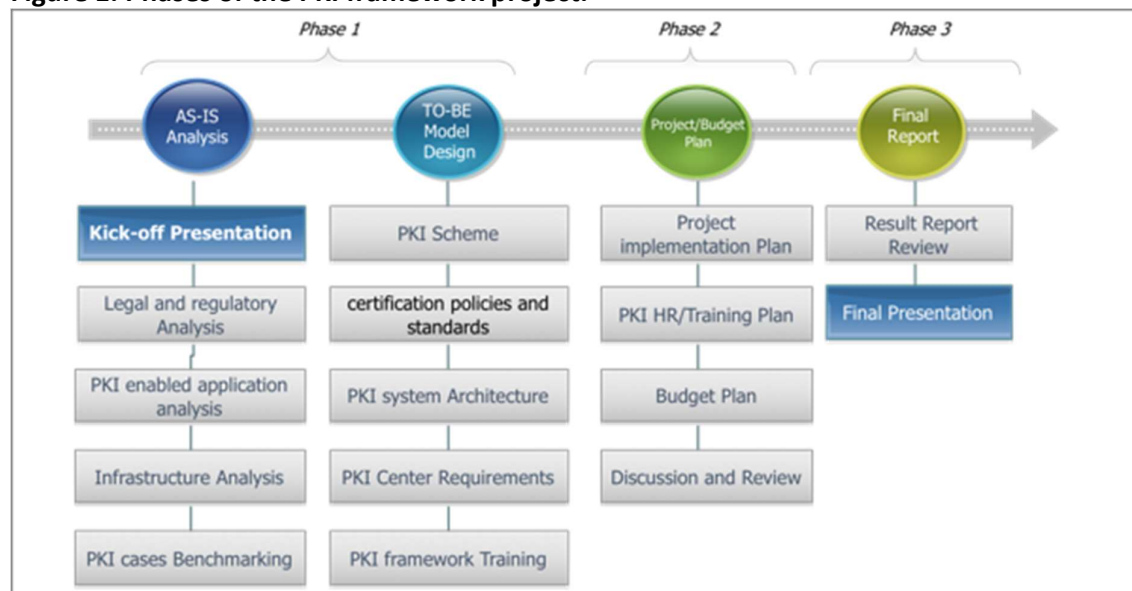 Phase 1
Phase 2
Phase 3
AS-IS
Analysis
TO-BE
Model
Design
Project/Budget
Plan
Final
Report
Kick-off Presentation
Legal and regulatory
Analysis
PKI enabled application
analysis
Infrastructure Analysis
PKI cases Benchmarking
PKI Scheme
certification policies and
standards
PKI system Architecture
PKI Center Requirements
PKI framework Training
Project
implementation Plan
PKI HR/Training Plan
Budget Plan
Discussion and Review
Result Report
Review
Final Presentation